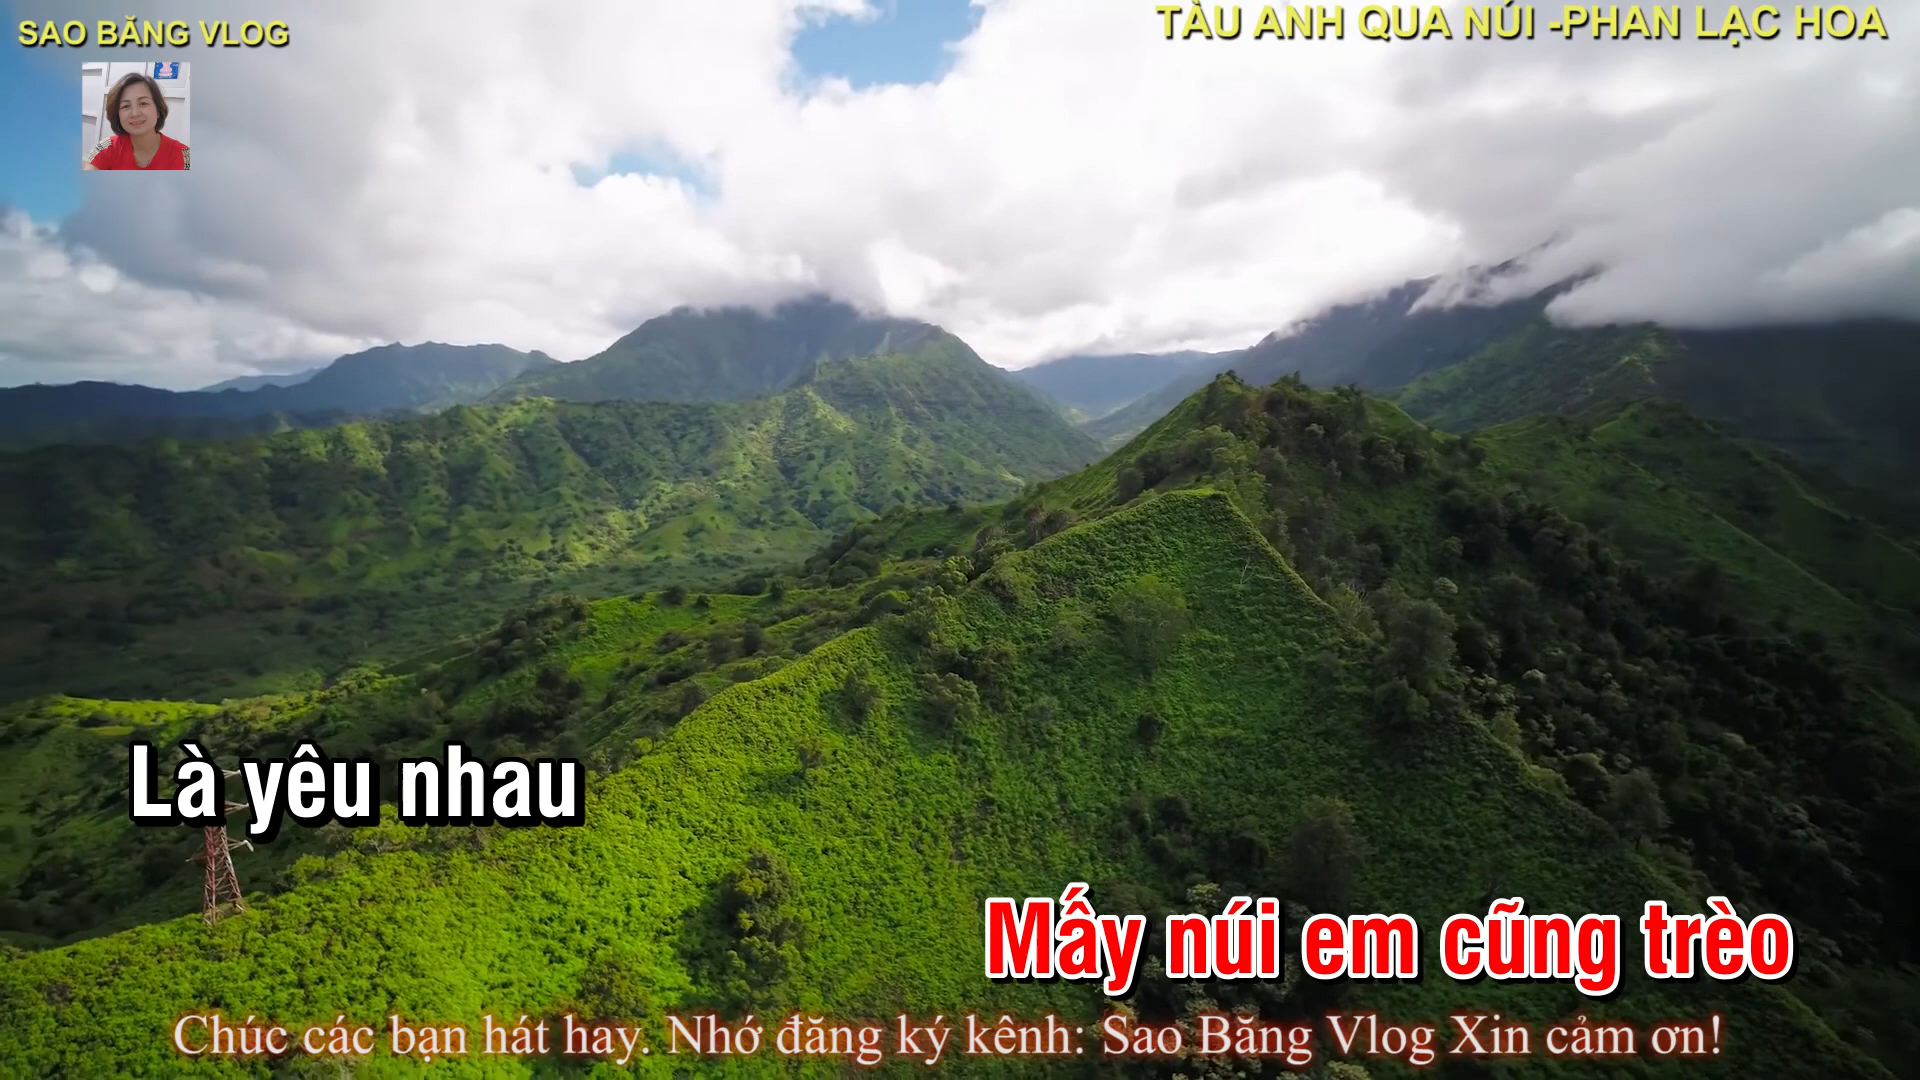 SAO BĂNG VLOG
TÀU ANH QUA NÚI -PHAN LẠC HOA
Là yêu nhau
Mấy núi em cũng trèo
Chúc các bạn hát hay. Nhớ đăng ký kênh: Sao Băng Vlog Xin cảm ơn!